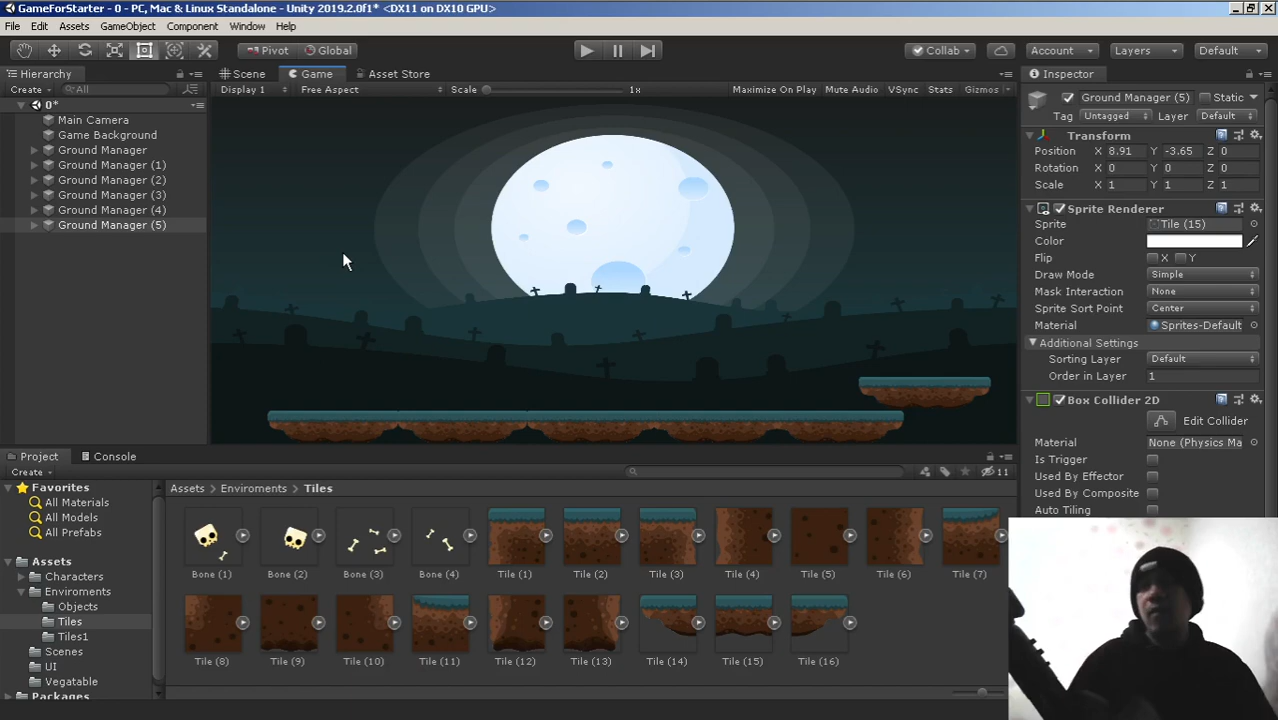 GameForStarter - 0 - PC, Mac & Linux Standalone - Unity 2019.2.0f1* <DX11 on DX10 GPU>
File Edit Assets GameObject Component Window Help
Pivot Global Collab Account Layers Default
Hierarchy Scene Game Asset Store Inspector
Create All Display 1 Free Aspect Scale 1x Maximize On Play Mute Audio VSync Stats Gizmos Ground Manager (5) Static
0*
Tag Untagged Layer Default
Main Camera
Game Background Transform
Ground Manager Position X 8.91 Y -3.65 Z 0
Ground Manager (1) Rotation X 0 Y 0 Z 0
Ground Manager (2) Scale X 1 Y 1 Z 1
Ground Manager (3)
Ground Manager (4) Sprite Renderer
Ground Manager (5) Sprite Tile (15)
Color
Flip X Y
Draw Mode Simple
Mask Interaction None
Sprite Sort Point Center
Material Sprites-Default
Additional Settings
Sorting Layer Default
Order in Layer 1
Box Collider 2D
Edit Collider
Material None (Physics Ma
Is Trigger
Used By Effector
Used By Composite
Auto Tiling
Project Console
Create 11
Favorites Assets Enviroments Tiles
All Materials
All Models
All Prefabs
Assets
Characters
Enviroments
Objects
Tiles
Tiles1
Scenes
UI
Vegatable
Packages
Bone (1) Bone (2) Bone (3) Bone (4) Tile (1) Tile (2) Tile (3) Tile (4) Tile (5) Tile (6) Tile (7)
Tile (8) Tile (9) Tile (10) Tile (11) Tile (12) Tile (13) Tile (14) Tile (15) Tile (16)